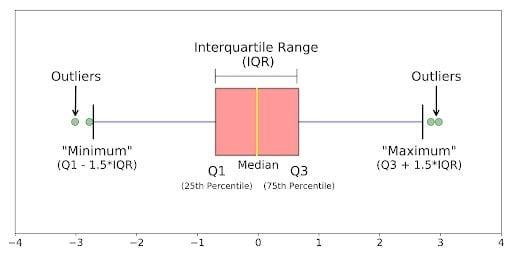 Interquartile Range
(IQR)
Outliers
Outliers
"Minimum"
(Q1 - 1.5*IQR)
Q1
(25th Percentile)
Median
Q3
(75th Percentile)
"Maximum"
(Q3 + 1.5*IQR)
−4 −3 −2 −1 0 1 2 3 4